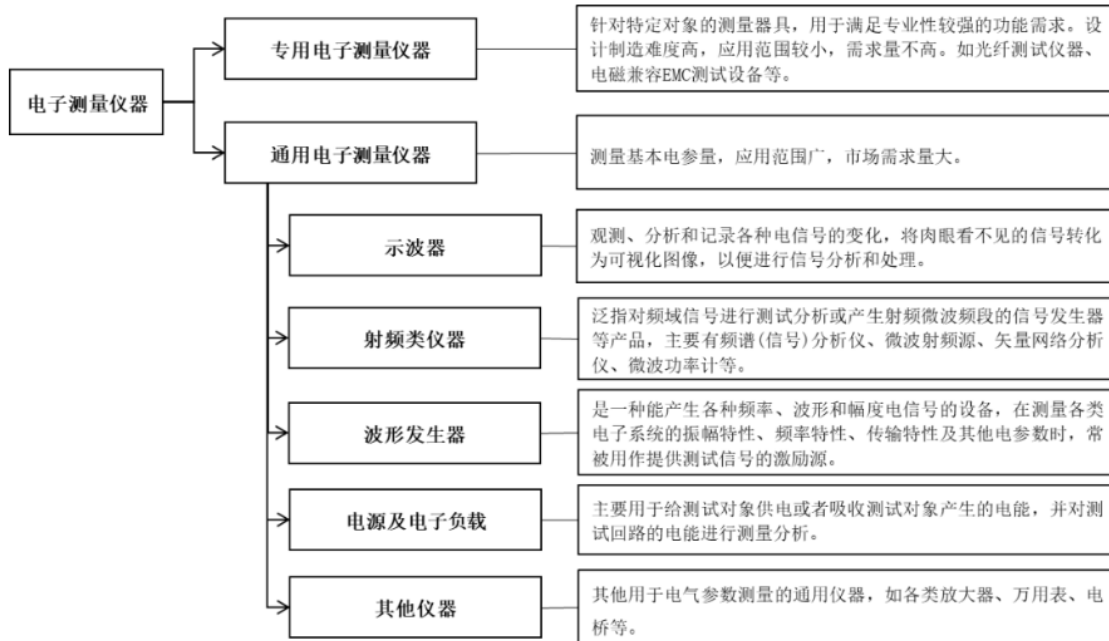 电子测量仪器
专用电子测量仪器
针对特定对象的测量器具，用于满足专业性较强的功能需求。设
计制造难度高，应用范围较小，需求量不高。如光纤测试仪器、
电磁兼容EMC测试设备等。
通用电子测量仪器
测量基本电参量，应用范围广，市场需求量大。
示波器
观测、分析和记录各种电信号的变化，将肉眼看不见的信号转化
为可视化图像，以便进行信号分析和处理。
射频类仪器
泛指对频域信号进行测试分析或产生射频微波频段的信号发生器
等产品，主要有频谱(信号)分析仪、微波射频源、矢量网络分析
仪、微波功率计等。
波形发生器
是一种能产生各种频率、波形和幅度电信号的设备，在测量各类
电子系统的振幅特性、频率特性、传输特性及其他电参数时，常
被用作提供测试信号的激励源。
电源及电子负载
主要用于给测试对象供电或者吸收测试对象产生的电能，并对测
试回路的电能进行测量分析。
其他仪器
其他用于电气参数测量的通用仪器，如各类放大器、万用表、电
桥等。